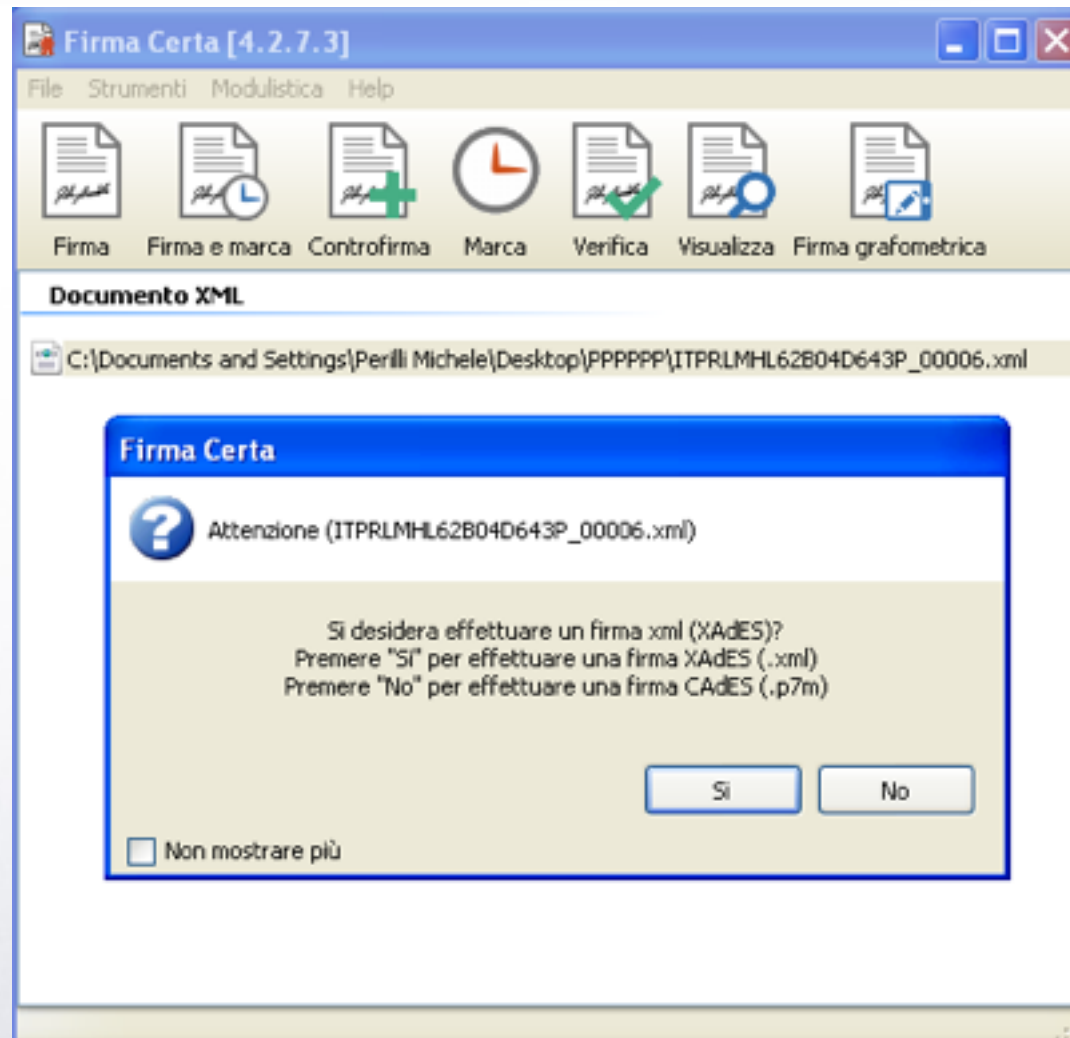 Firma Certa [4.2.7.3]
File Strumenti Modulistica Help
Firma Firma e marca Controfirma Marca Verifica Visualizza Firma grafometrica
Documento XML
C:\Documents and Settings\Perilli Michele\Desktop\PPPPPP\ITPRLMHL62B04D643P_00006.xml
Firma Certa
Attenzione (ITPRLMHL62B04D643P_00006.xml)
Si desidera effettuare un firma xml (XAdES)?
Premere "Si" per effettuare una firma XAdES (.xml)
Premere "No" per effettuare una firma CAdES (.p7m)
Si No
Non mostrare più